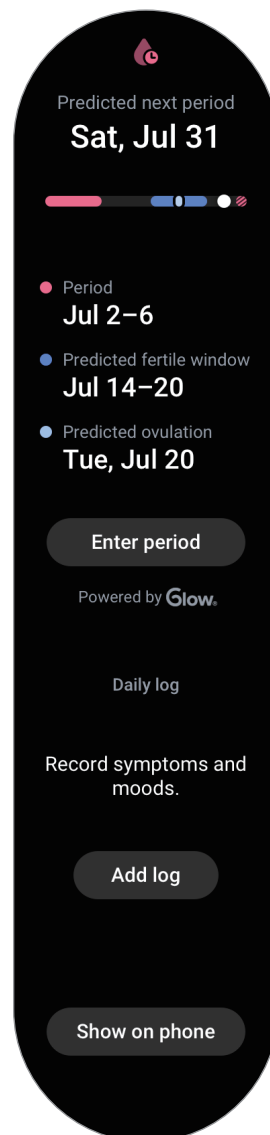 Predicted next period
Sat, Jul 31
Period
Jul 2–6
Predicted fertile window
Jul 14–20
Predicted ovulation
Tue, Jul 20
Enter period
Powered by Glow.
Daily log
Record symptoms and
moods.
Add log
Show on phone